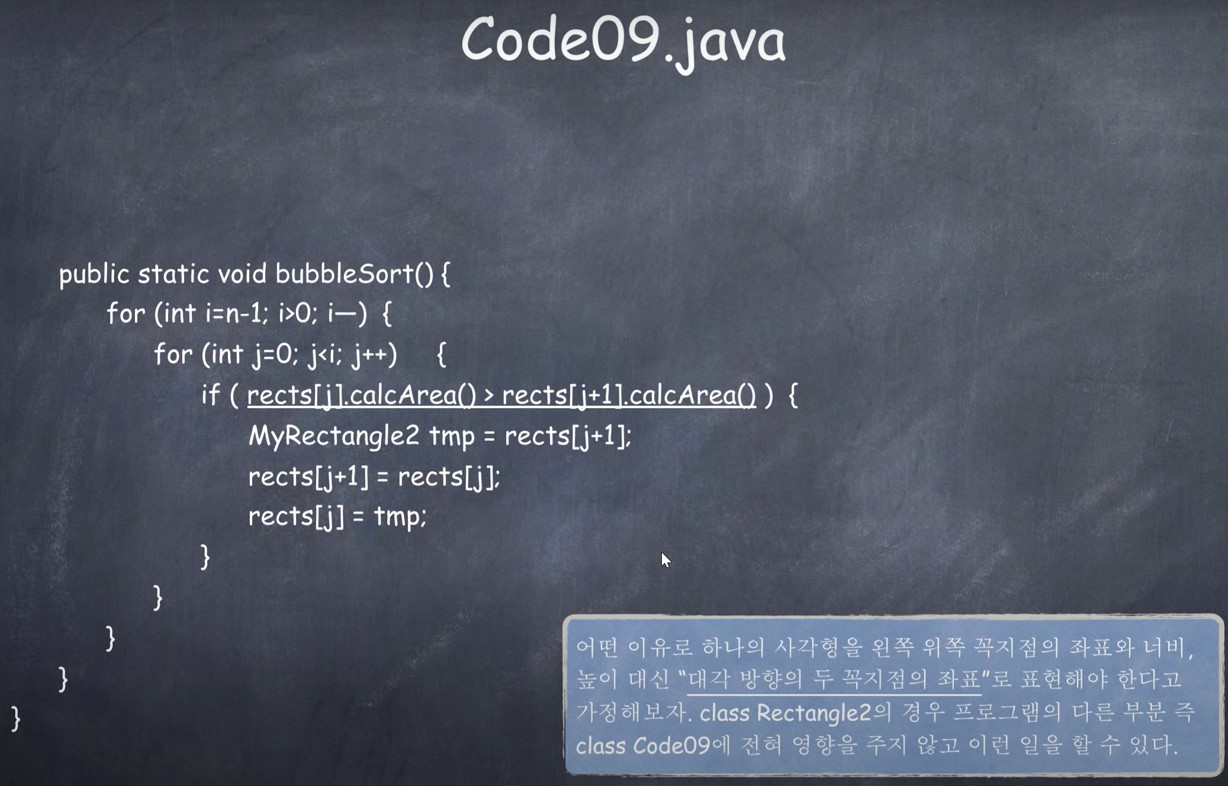 Code09.java
public static void bubbleSort() {
for (int i=n-1; i>0; i—) {
for (int j=0; j<i; j++) {
if ( rects[j].calcArea() > rects[j+1].calcArea() ) {
MyRectangle2 tmp = rects[j+1];
rects[j+1] = rects[j];
rects[j] = tmp;
}
}
}
}
}
어떤 이유로 하나의 사각형을 왼쪽 위쪽 꼭지점의 좌표와 너비,
높이 대신 “대각 방향의 두 꼭지점의 좌표”로 표현해야 한다고
가정해보자. class Rectangle2의 경우 프로그램의 다른 부분 즉
class Code09에 전혀 영향을 주지 않고 이런 일을 할 수 있다.